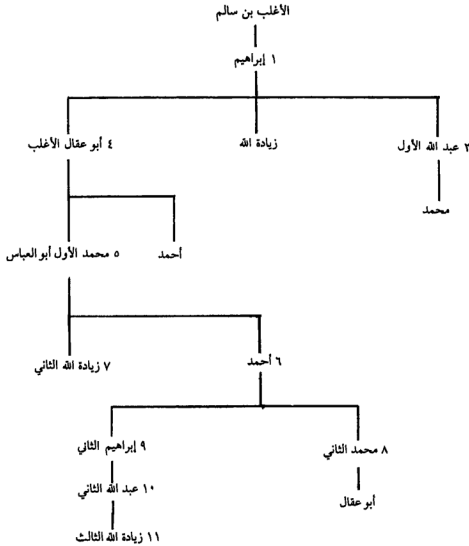 الأغلب بن سالم
١ إبراهيم
٣ عبد الله الأول
زيادة الله
٤ أبو عقال الأغلب
محمد
أحمد
٥ محمد الأول أبو العباس
٦ أحمد
٧ زيادة الله الثاني
٨ محمد الثاني
٩ إبراهيم الثاني
أبو عقال
١٠ عبد الله الثاني
١١ زيادة الله الثالث